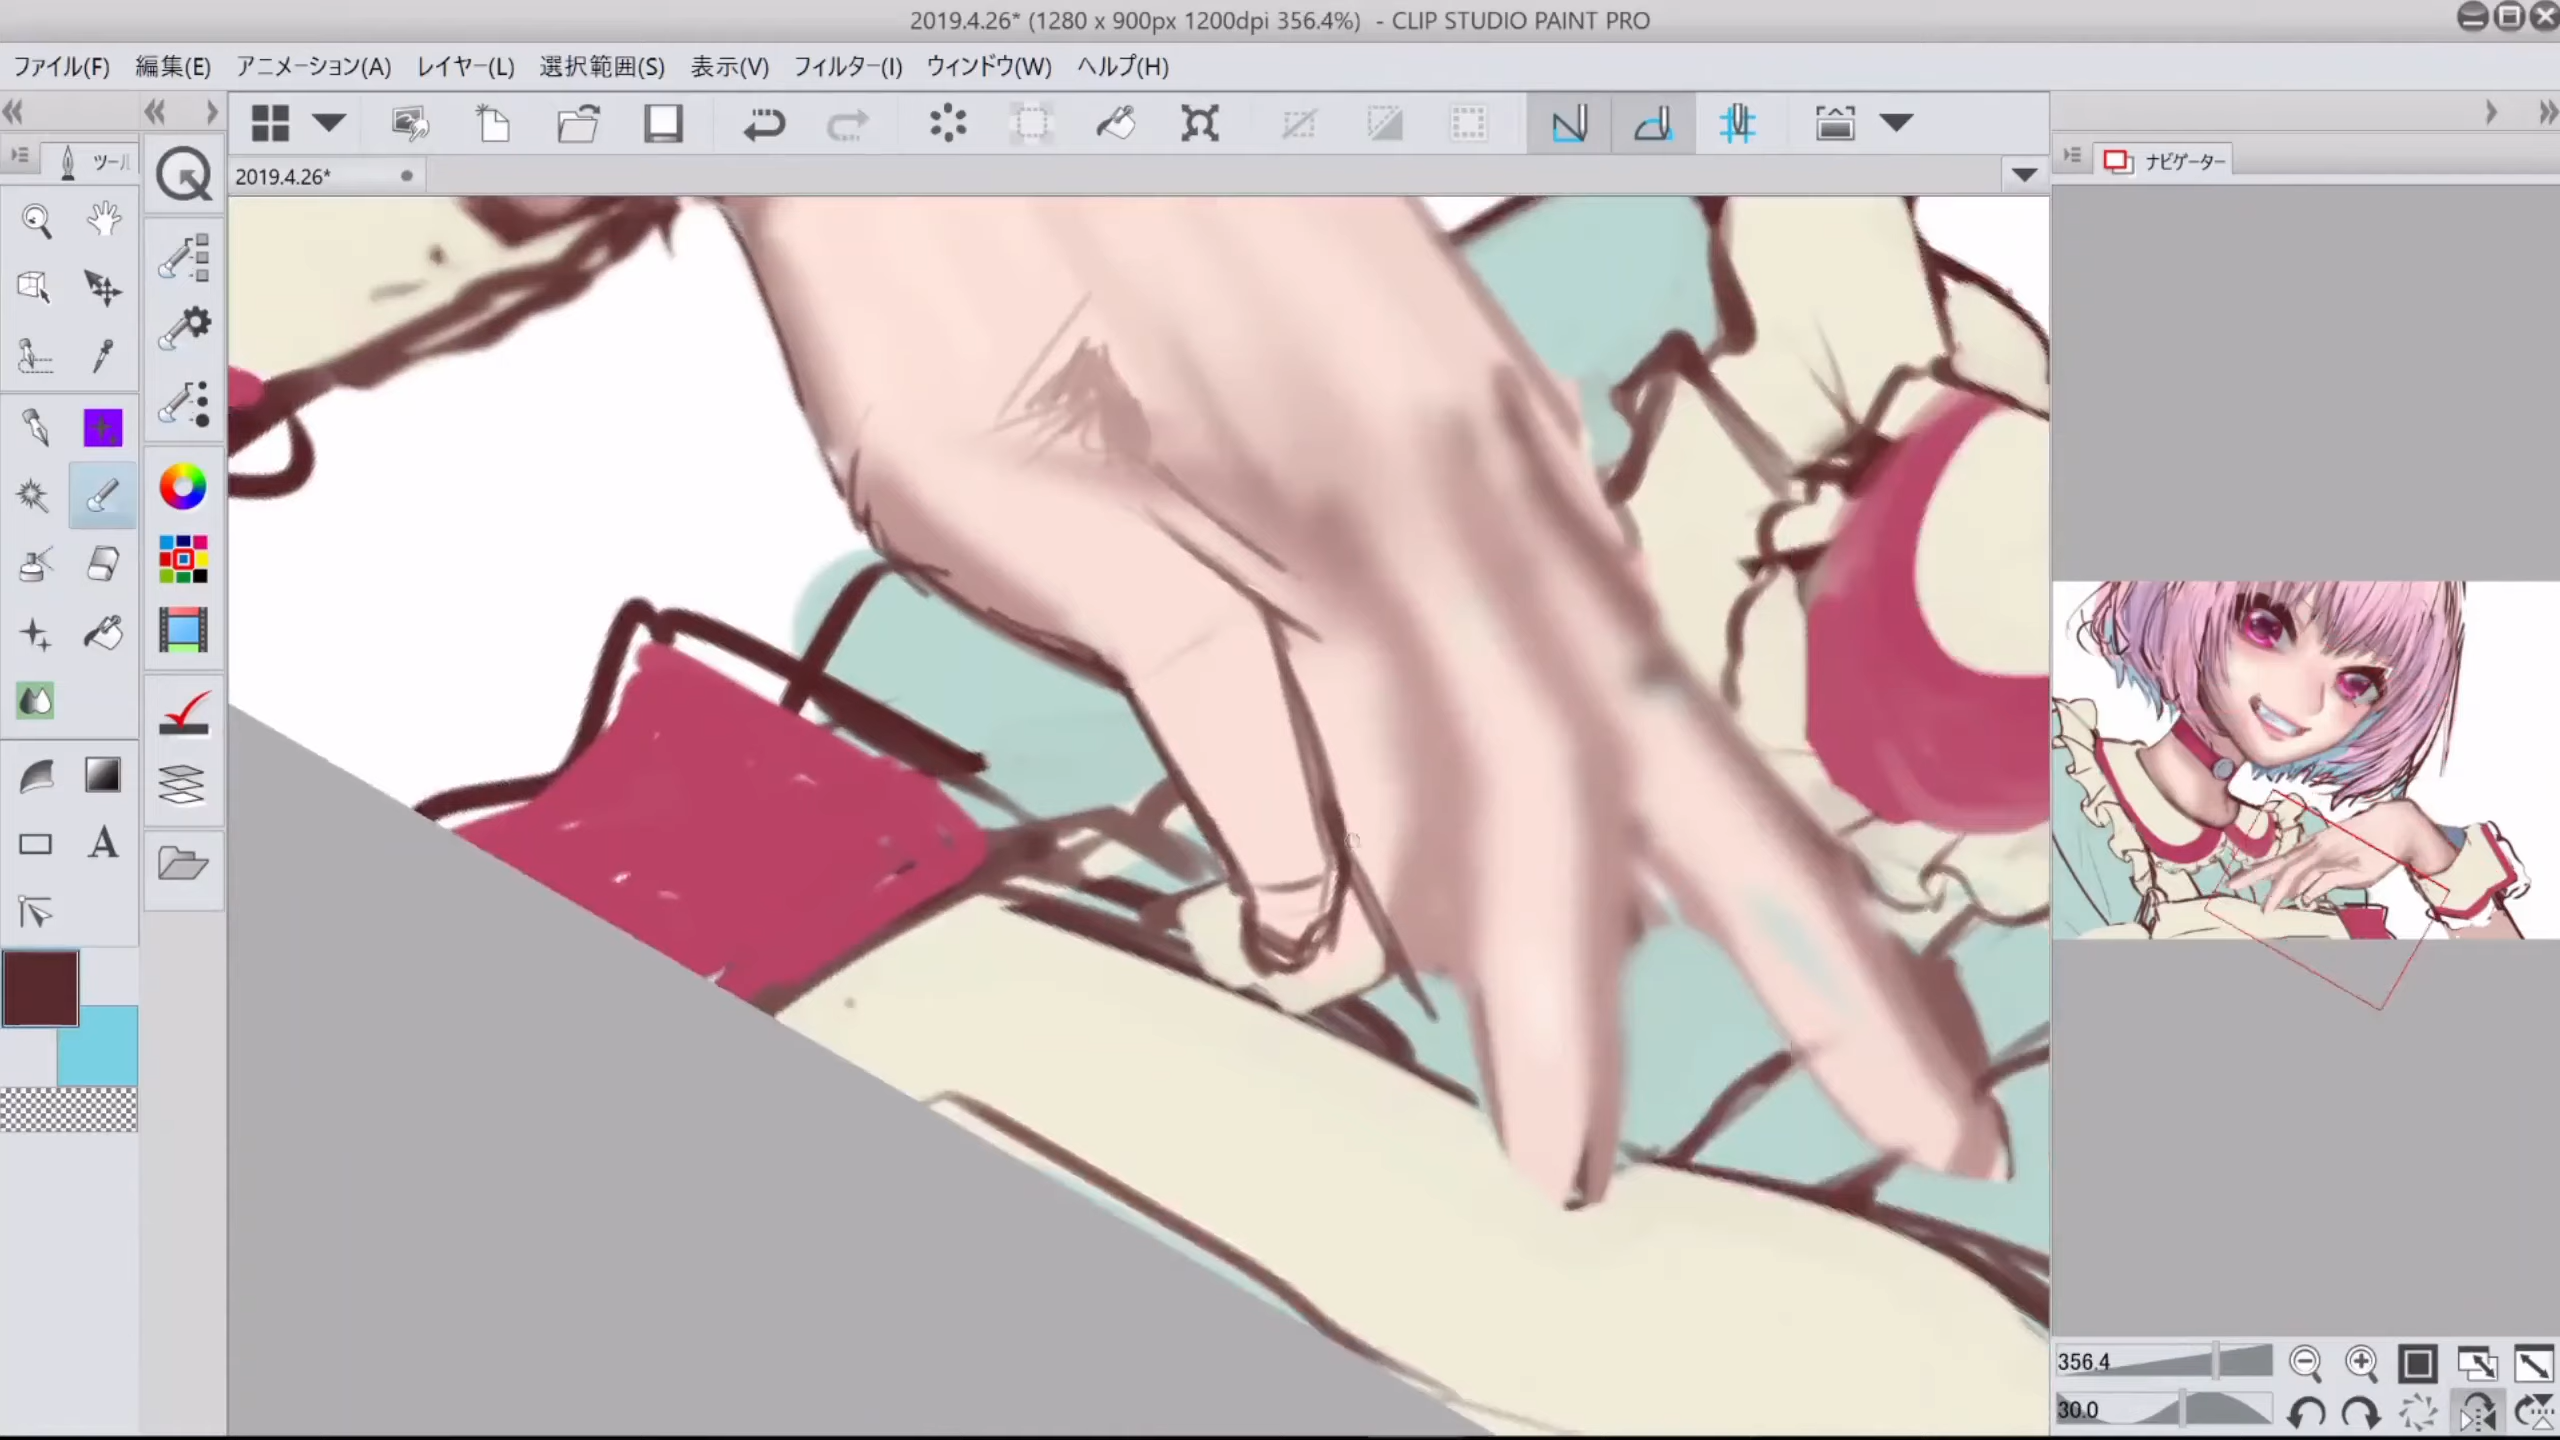 2019.4.26* (1280 x 900px 1200dpi 356.4%)  - CLIP STUDIO PAINT PRO
ファイル(F) 編集(E) アニメーション(A) レイヤー(L) 選択範囲(S) 表示(V) フィルター(I) ウィンドウ(W) ヘルプ(H)
ツール
2019.4.26*
ナビゲーター
A
356.4
30.0